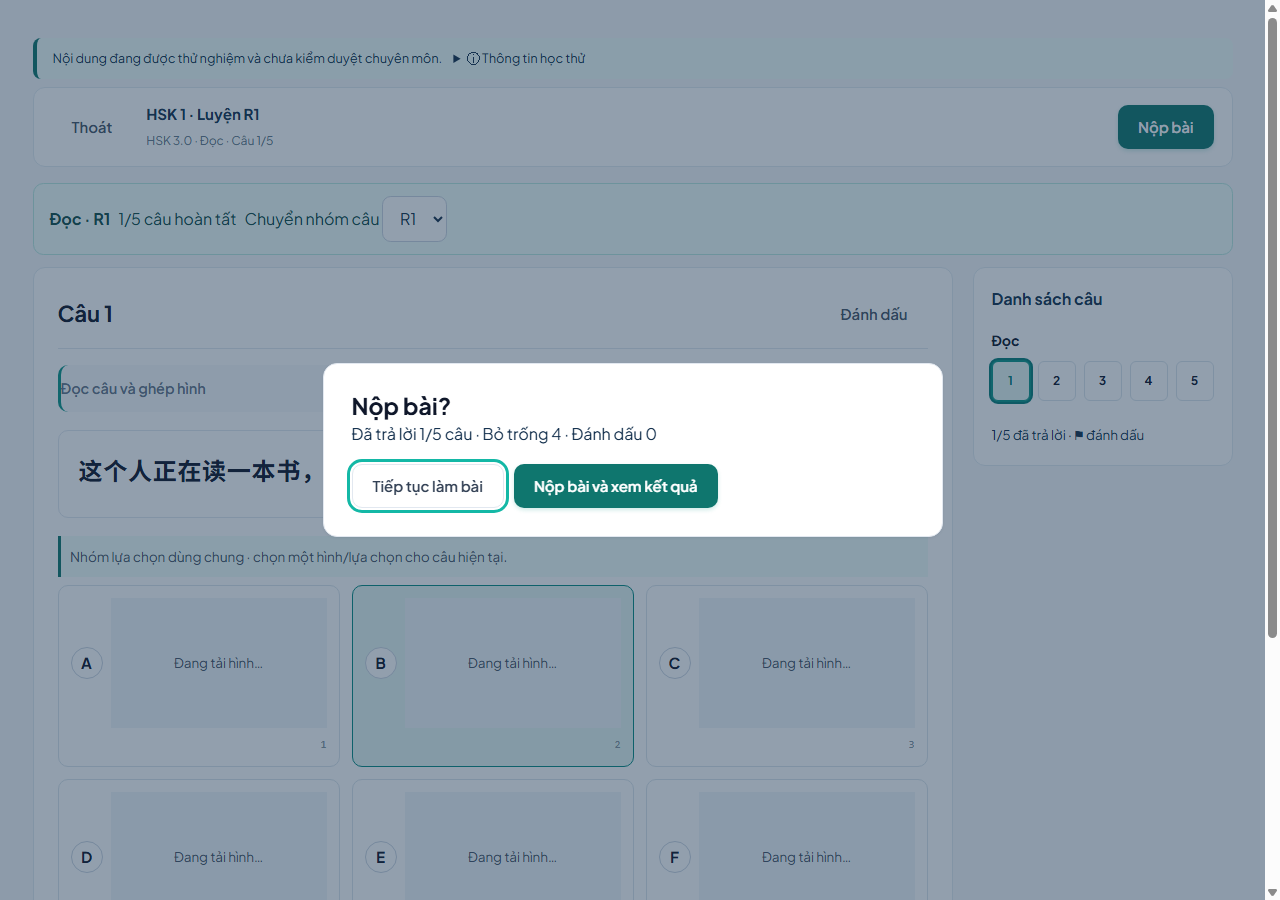 Nội dung đang được thử nghiệm và chưa kiểm duyệt chuyên môn. ▶ ⓘ Thông tin học thử
Thoát
HSK 1 · Luyện R1
HSK 3.0 · Đọc · Câu 1/5
Nộp bài
Đọc · R1 1/5 câu hoàn tất Chuyển nhóm câu R1
Câu 1
Đánh dấu
Đọc câu và ghép hình
这个人正在读一本书，
Nộp bài?
Đã trả lời 1/5 câu · Bỏ trống 4 · Đánh dấu 0
Tiếp tục làm bài
Nộp bài và xem kết quả
Nhóm lựa chọn dùng chung · chọn một hình/lựa chọn cho câu hiện tại.
A Đang tải hình... 1
B Đang tải hình... 2
C Đang tải hình... 3
D Đang tải hình...
E Đang tải hình...
F Đang tải hình...
Danh sách câu
Đọc
1 2 3 4 5
1/5 đã trả lời · ⚑ đánh dấu